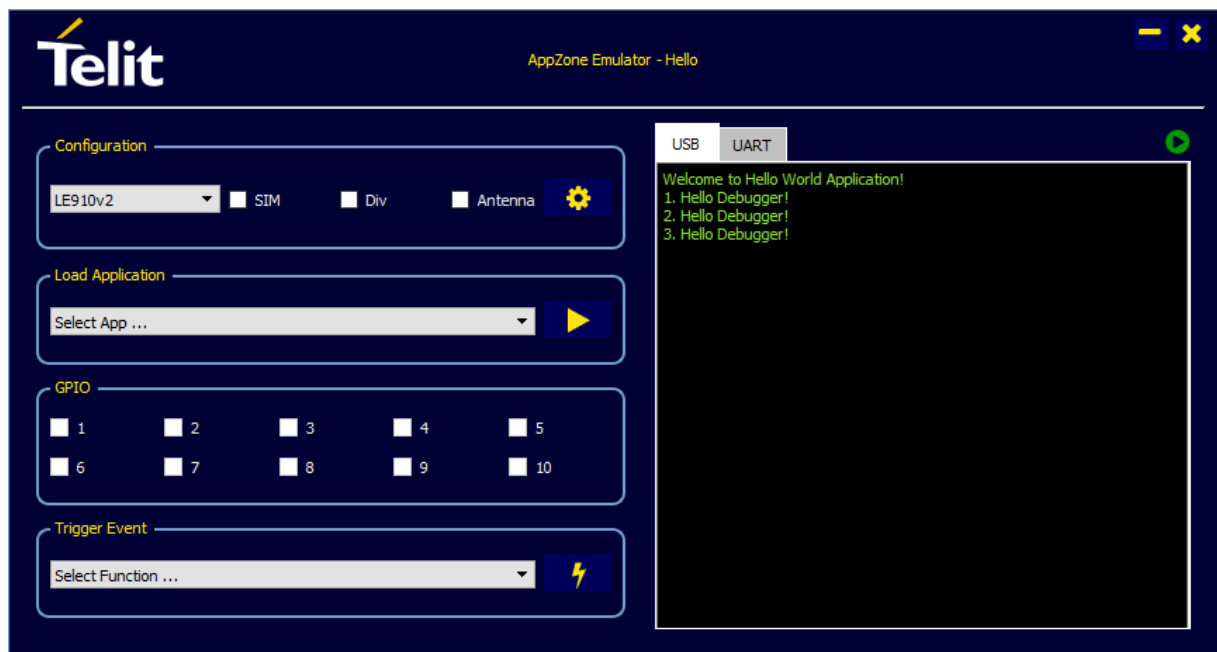 Telit
AppZone Emulator - Hello
Configuration
LE910v2
SIM
Div
Antenna
Load Application
Select App ...
GPIO
1 2 3 4 5
6 7 8 9 10
Trigger Event
Select Function ...
USB UART
Welcome to Hello World Application!
1. Hello Debugger!
2. Hello Debugger!
3. Hello Debugger!